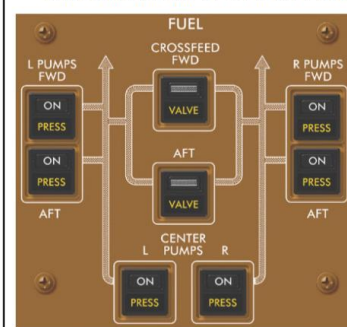 FUEL
CROSSFEED
FWD
L PUMPS
FWD
R PUMPS
FWD
ON
PRESS
VALVE
ON
PRESS
ON
PRESS
AFT
ON
PRESS
VALVE
AFT
AFT
CENTER
L PUMPS R
ON
PRESS
ON
PRESS